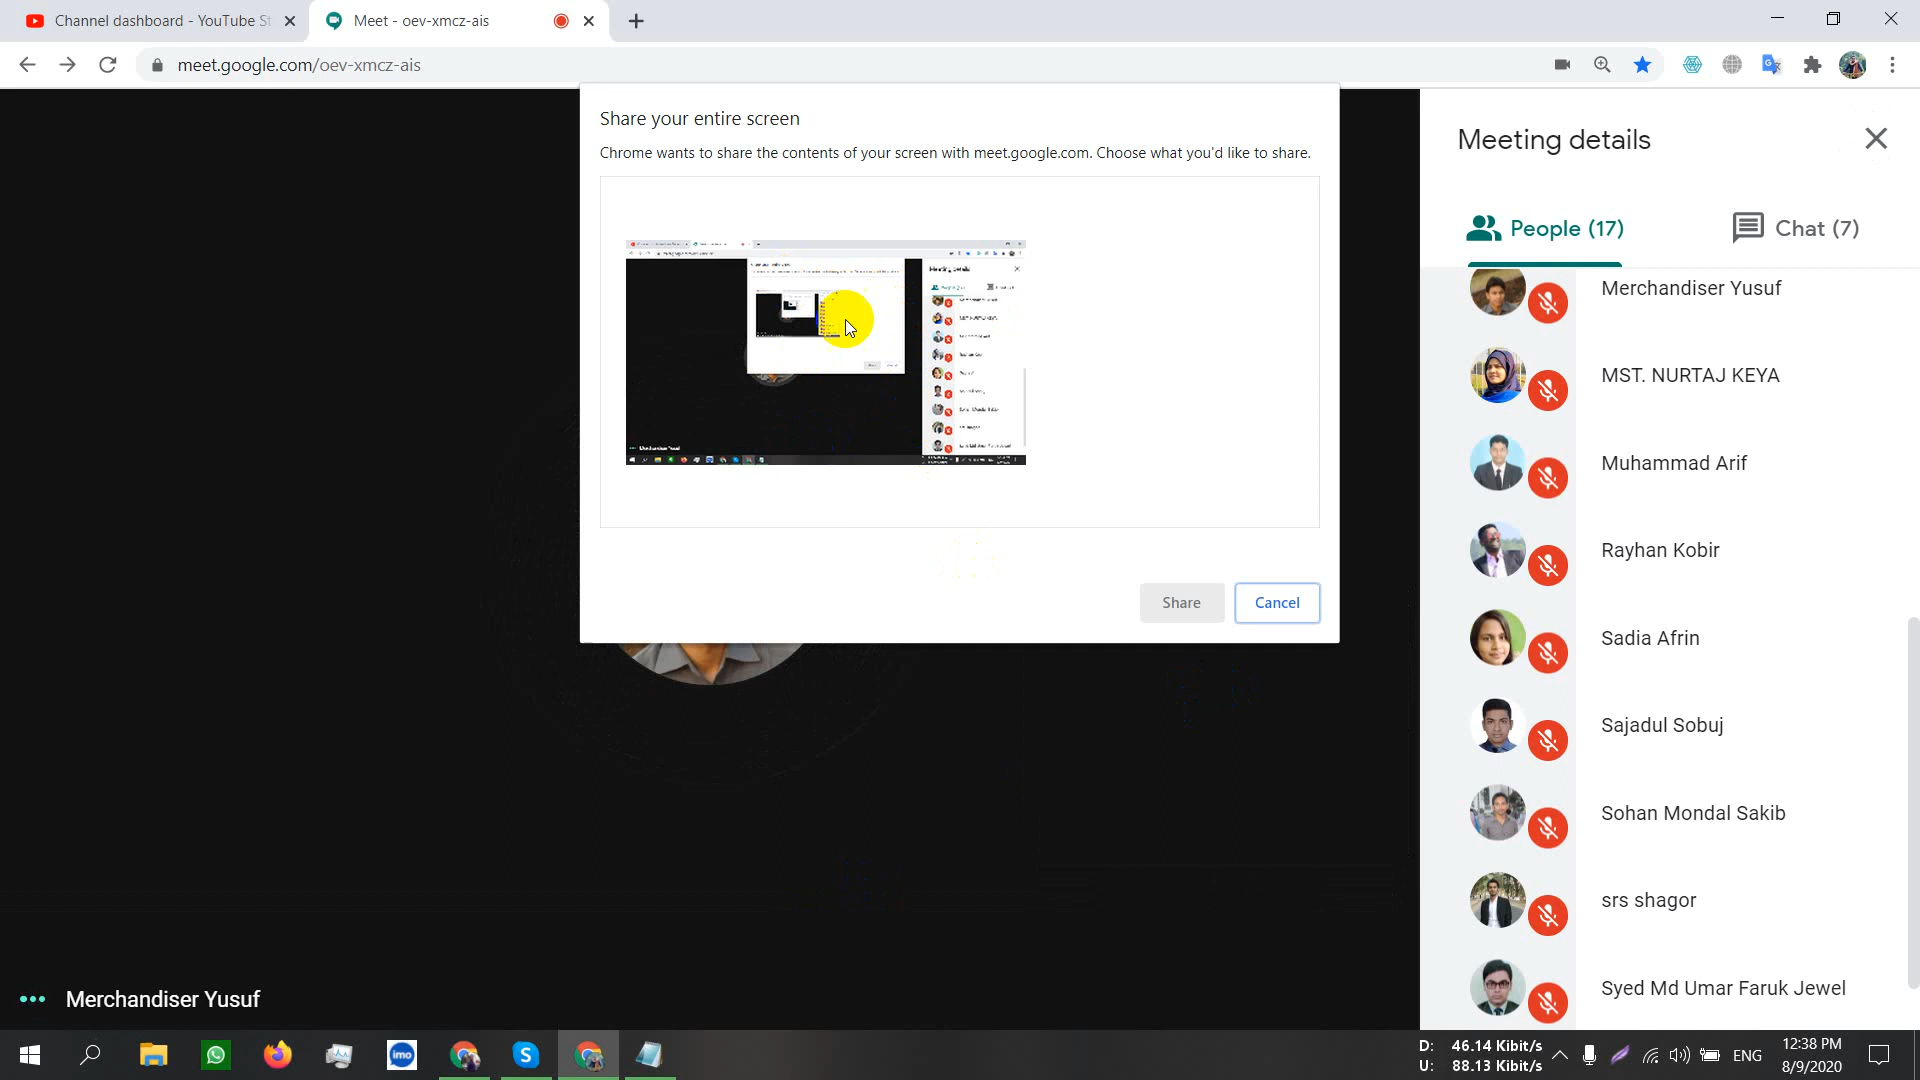 Channel dashboard - YouTube St
Meet - oev-xmcz-ais
meet.google.com/oev-xmcz-ais
Share your entire screen
Chrome wants to share the contents of your screen with meet.google.com. Choose what you'd like to share.
Meeting details
Share
Cancel
Meeting details
People (17)
Chat (7)
Merchandiser Yusuf
MST. NURTAJ KEYA
Muhammad Arif
Rayhan Kobir
Sadia Afrin
Sajadul Sobuj
Sohan Mondal Sakib
srs shagor
Syed Md Umar Faruk Jewel
Merchandiser Yusuf
imo
D: 46.14 Kibit/s
U: 88.13 Kibit/s
ENG
12:38 PM
8/9/2020